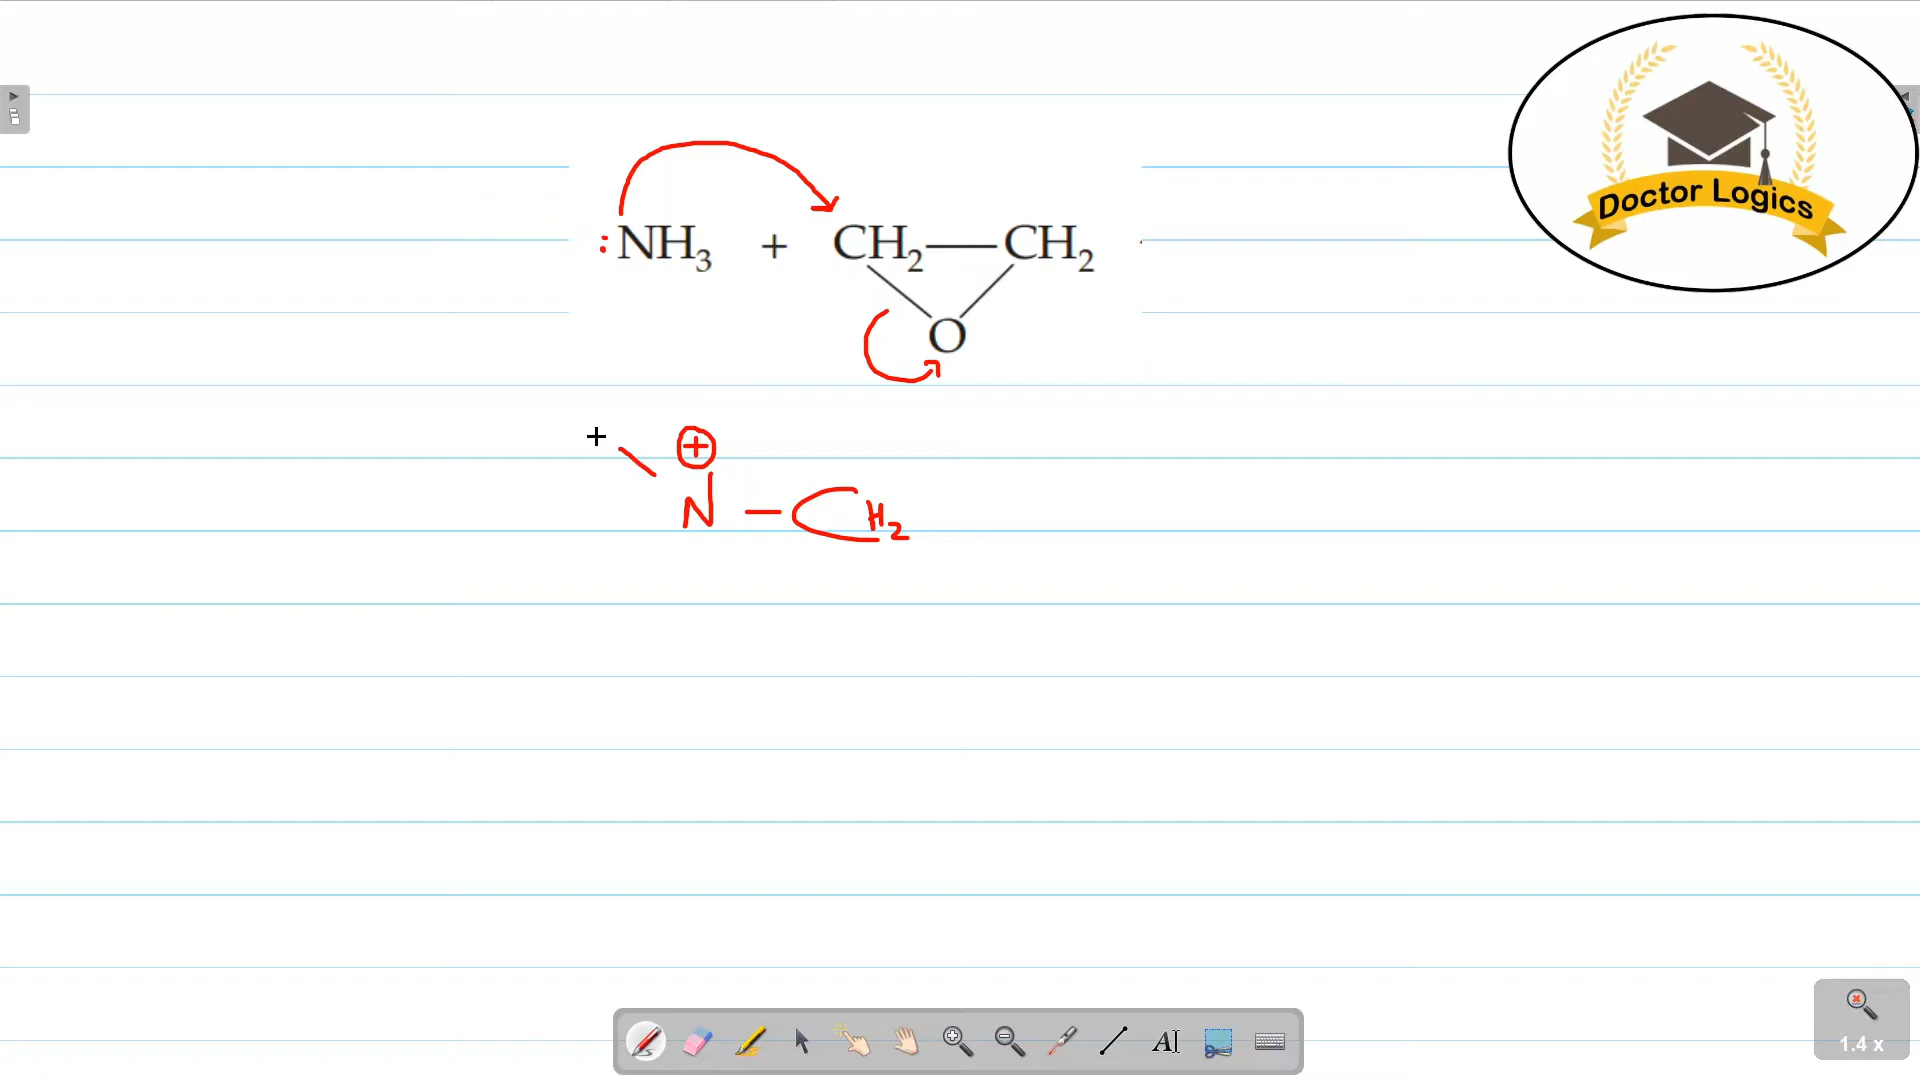 Doctor Logics
:NH₃ + CH₂—CH₂
O
+
N — CH₂
AI
1.4 x